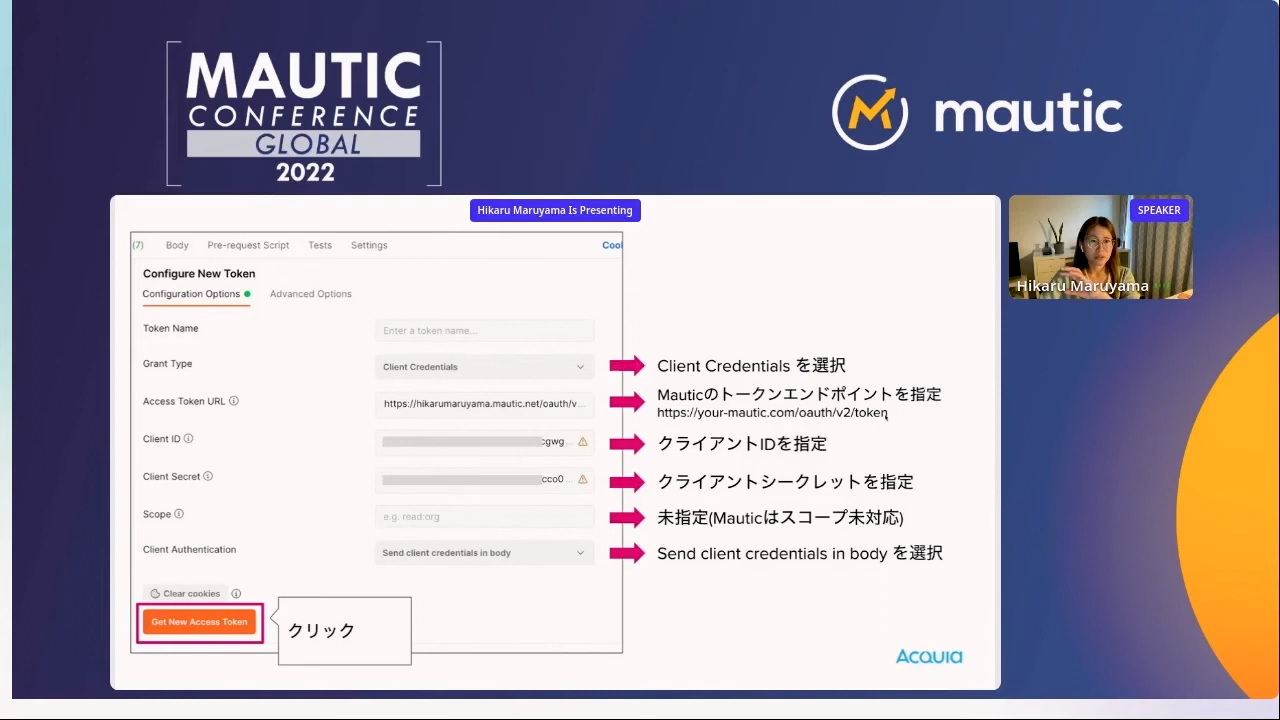 MAUTIC
CONFERENCE
GLOBAL
2022
mautic
Hikaru Maruyama Is Presenting
SPEAKER
Hikaru Maruyama
(7) Body Pre-request Script Tests Settings Cool
Configure New Token
Configuration Options Advanced Options
Token Name Enter a token name...
Grant Type Client Credentials Client Credentials を選択
Access Token URL https://hikarumaruyama.mautic.net/oauth/v... Mauticのトークンエンドポイントを指定
https://your-mautic.com/oauth/v2/token
Client ID cgwg... クライアントIDを指定
Client Secret cco0... クライアントシークレットを指定
Scope e.g. read:org 未指定(Mauticはスコープ未対応)
Client Authentication Send client credentials in body Send client credentials in body を選択
Clear cookies
Get New Access Token クリック
Acquia